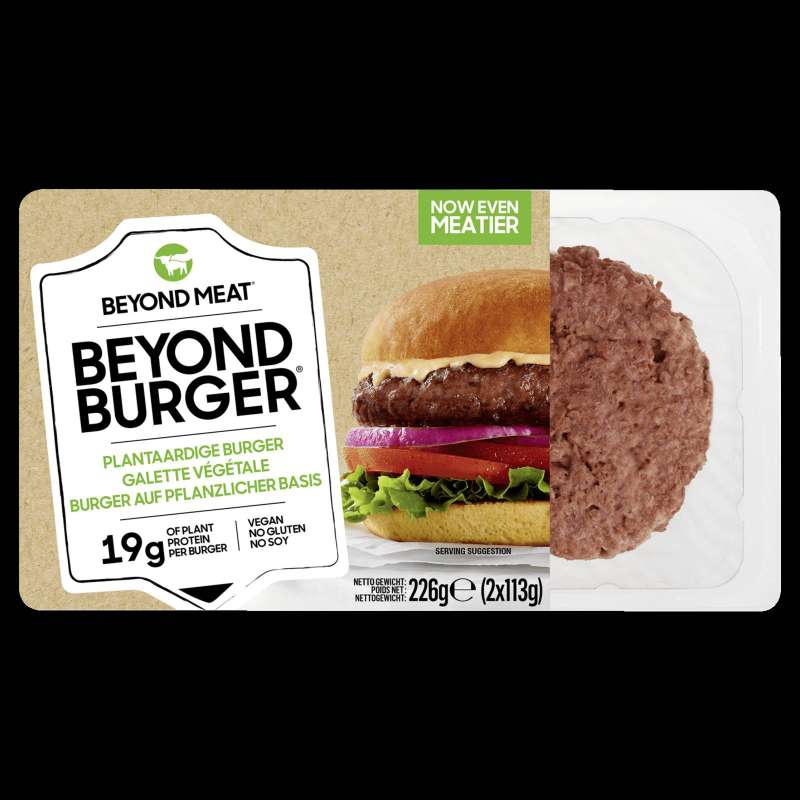 NOW EVEN
MEATIER
BEYOND MEAT®
BEYOND
BURGER®
PLANTAARDIGE BURGER
GALETTE VÉGÉTALE
BURGER AUF PFLANZLICHER BASIS
19g OF PLANT
PROTEIN
PER BURGER
VEGAN
NO GLUTEN
NO SOY
SERVING SUGGESTION
NETTO GEWICHT:
POIDS NET:
NETTOGEWICHT:
226g℮ (2x113g)